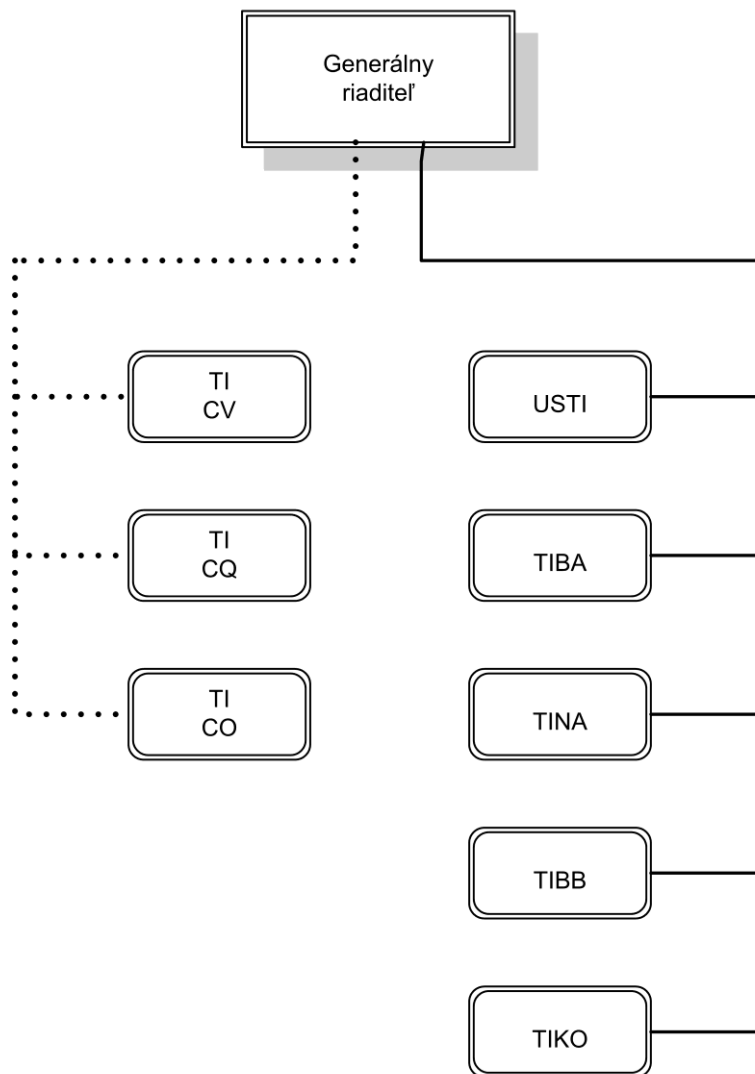 Generálny
riaditeľ
TI
CV
USTI
TI
CQ
TIBA
TI
CO
TINA
TIBB
TIKO